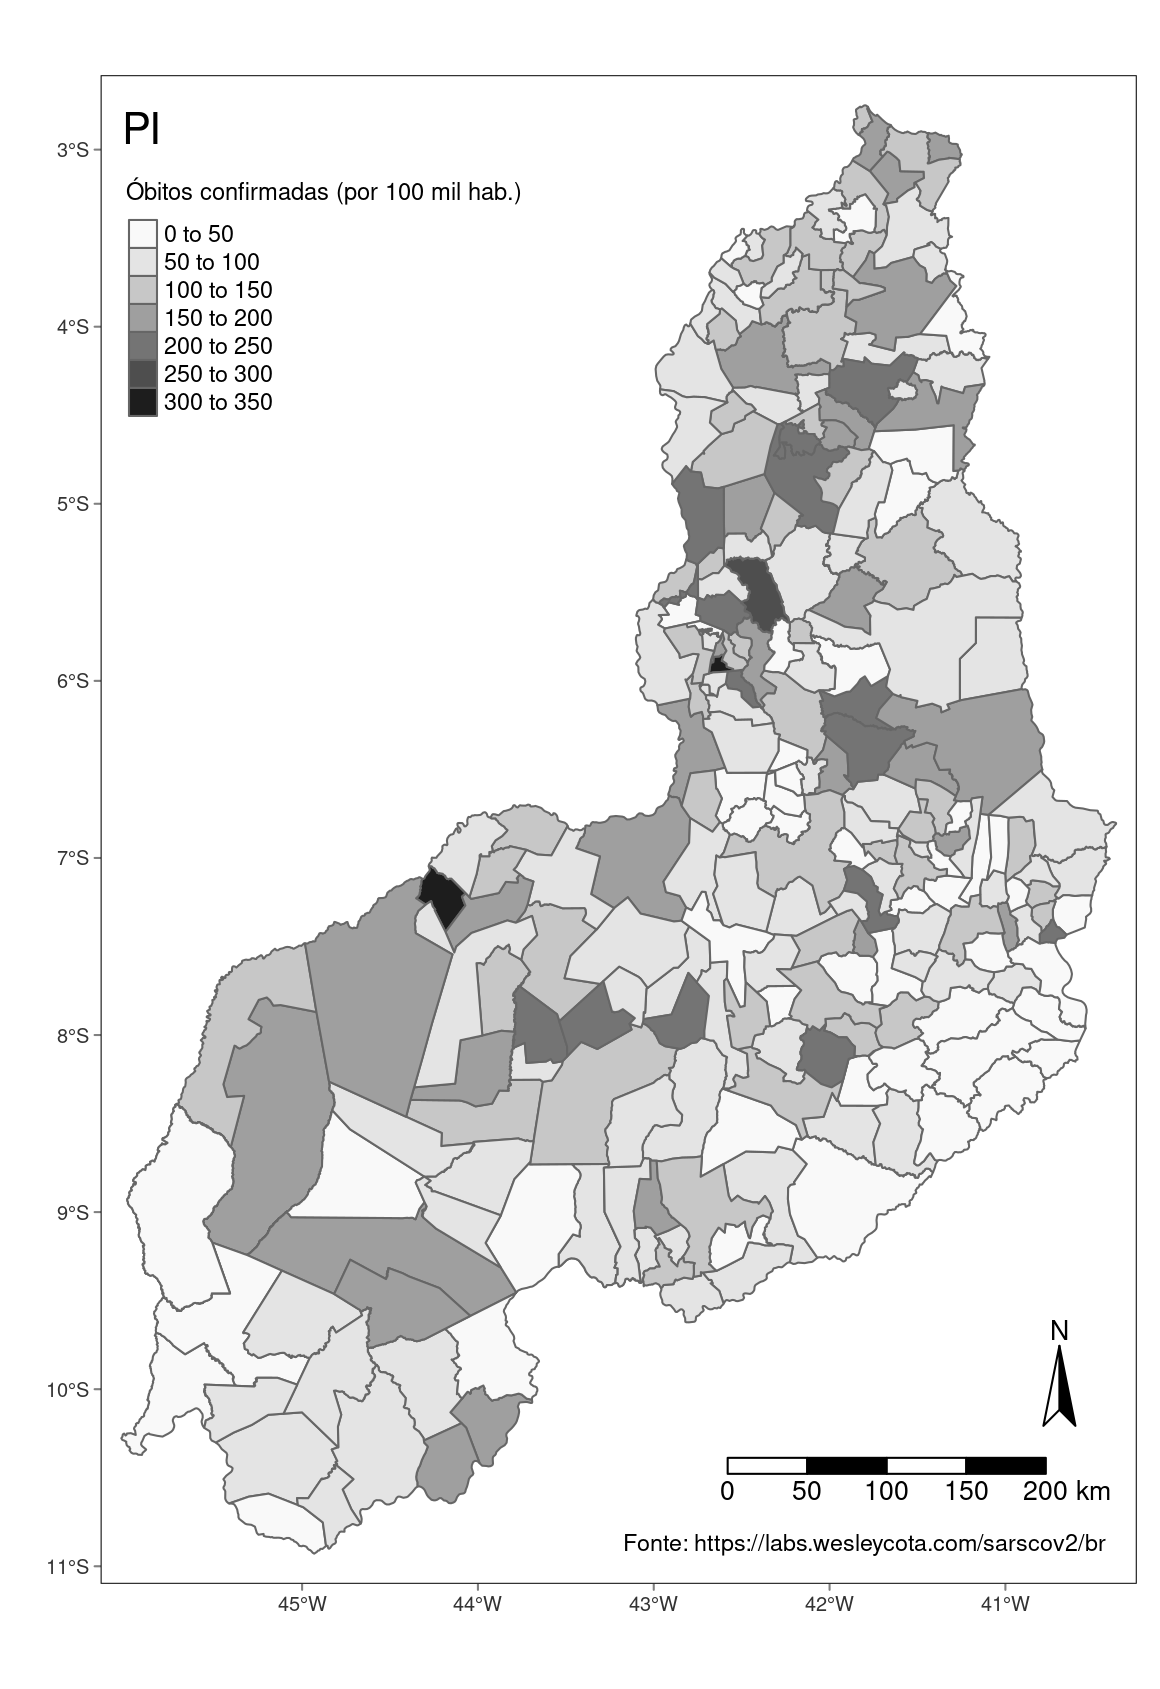 PI
Óbitos confirmadas (por 100 mil hab.)
0 to 50
50 to 100
100 to 150
150 to 200
200 to 250
250 to 300
300 to 350
3°S
4°S
5°S
6°S
7°S
8°S
9°S
10°S
11°S
N
0 50 100 150 200 km
Fonte: https://labs.wesleycota.com/sarscov2/br
45°W 44°W 43°W 42°W 41°W